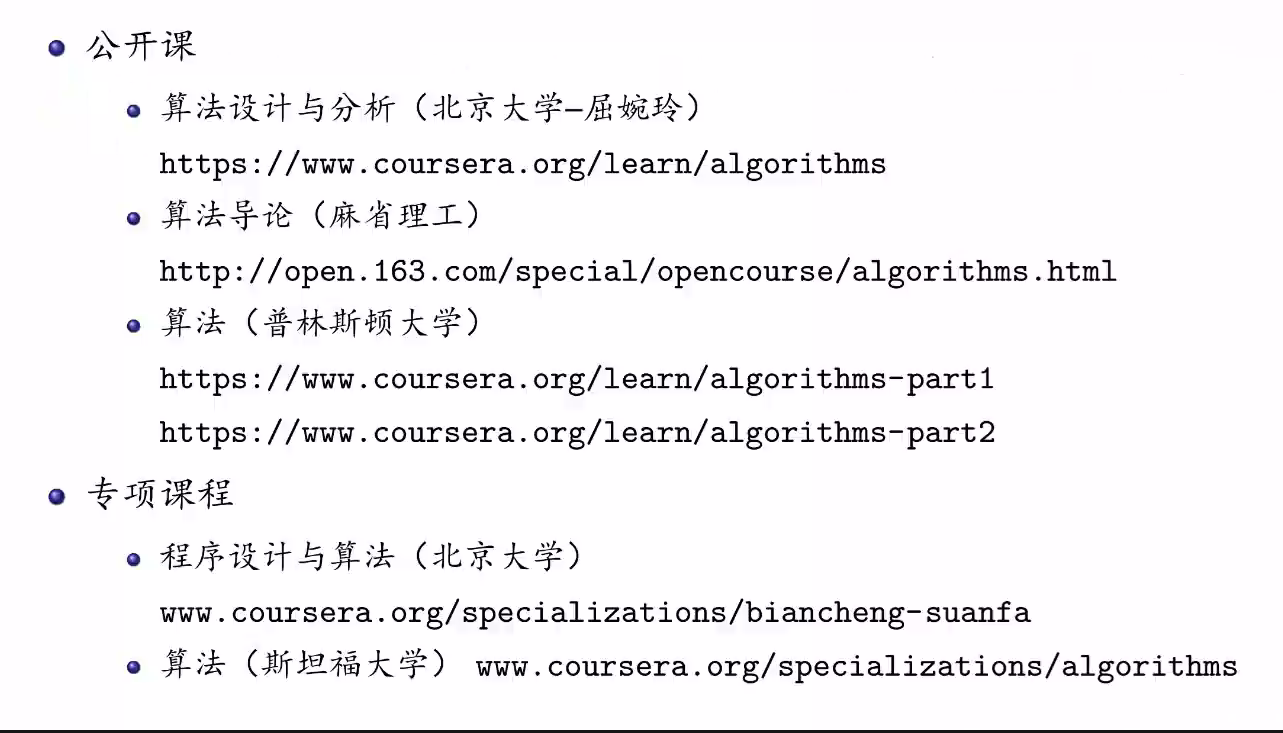 公开课
算法设计与分析（北京大学–屈婉玲）
https://www.coursera.org/learn/algorithms
算法导论（麻省理工）
http://open.163.com/special/opencourse/algorithms.html
算法（普林斯顿大学）
https://www.coursera.org/learn/algorithms-part1
https://www.coursera.org/learn/algorithms-part2
专项课程
程序设计与算法（北京大学）
www.coursera.org/specializations/biancheng-suanfa
算法（斯坦福大学） www.coursera.org/specializations/algorithms